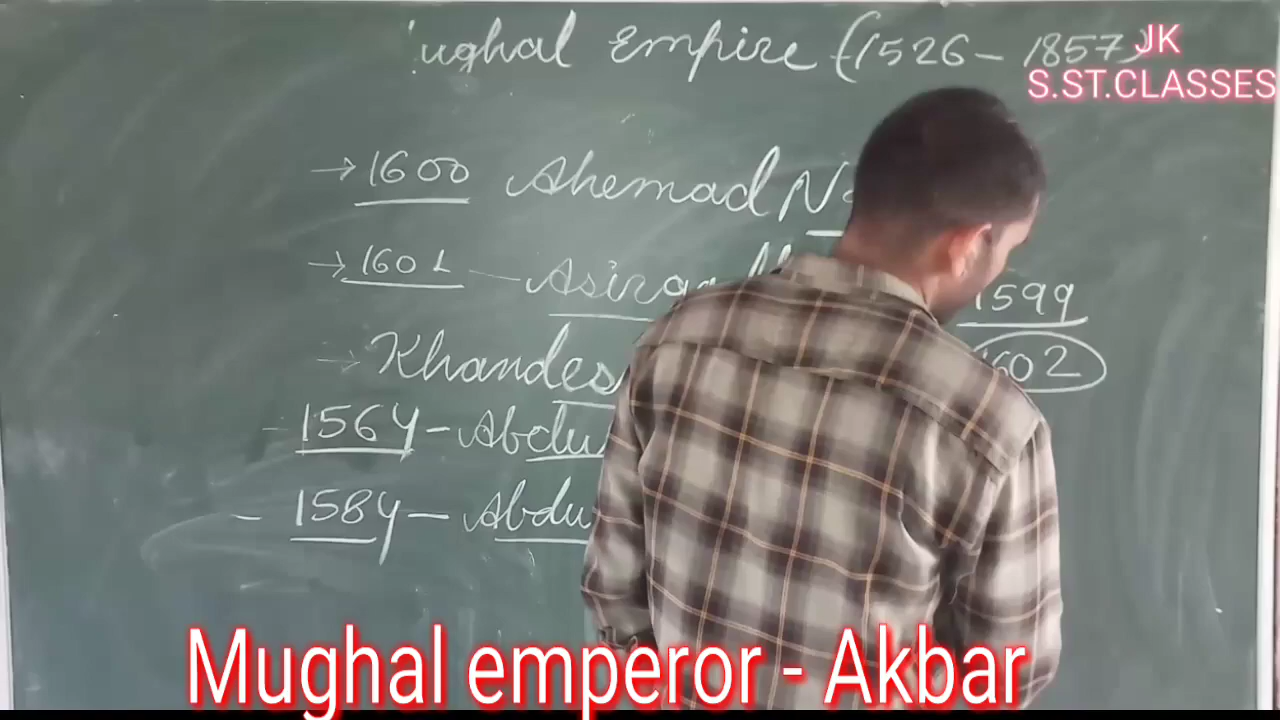 ughal Empire (1526 - 1857)
JK
S.ST.CLASSES
→ 1600 Ahemad N
→ 1601 - Asirga
1599
→ Khandes
1602
- 1564 - Abdu
- 1584 - Abdu
Mughal emperor - Akbar